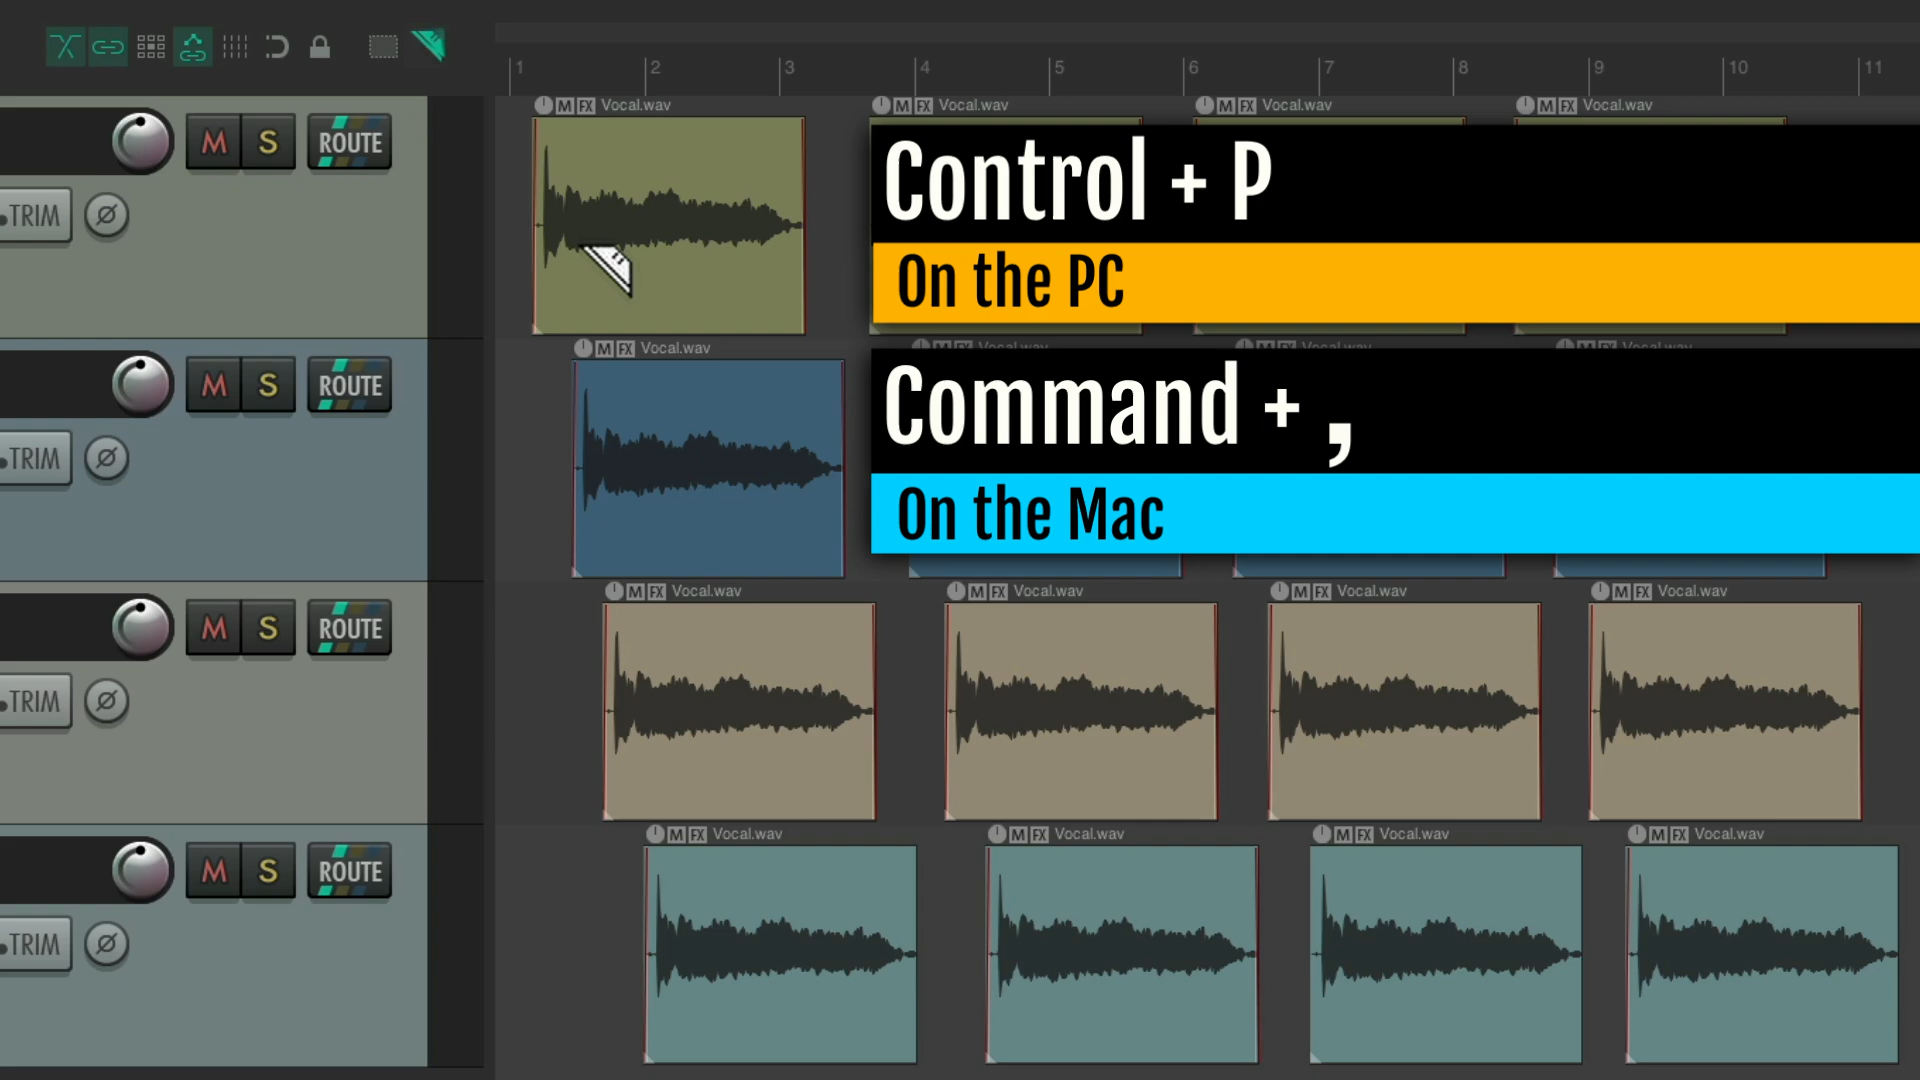 1 2 3 4 5 6 7 8 9 10 11
M FX Vocal.wav M FX Vocal.wav M FX Vocal.wav M FX Vocal.wav
M S ROUTE
TRIM
Control + P
On the PC
M FX Vocal.wav M FX Vocal.wav M FX Vocal.wav M FX Vocal.wav
M S ROUTE
TRIM
Command + ,
On the Mac
M FX Vocal.wav M FX Vocal.wav M FX Vocal.wav M FX Vocal.wav
M S ROUTE
TRIM
M FX Vocal.wav M FX Vocal.wav M FX Vocal.wav M FX Vocal.wav
M S ROUTE
TRIM